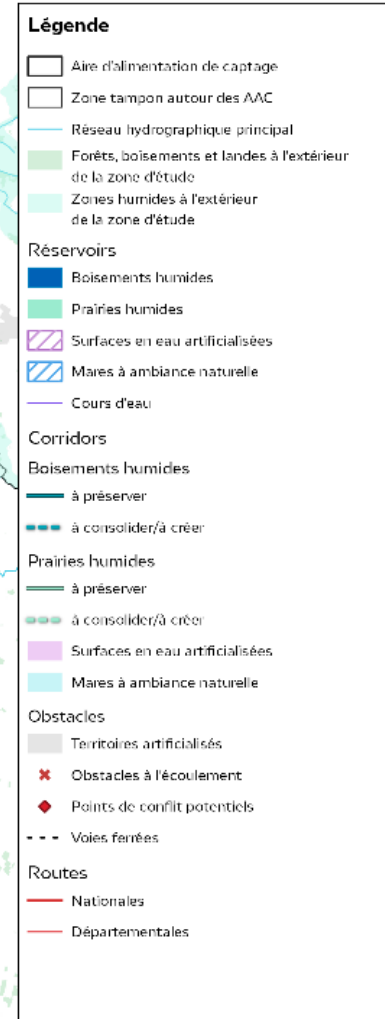 Légende
Aire d'alimentation de captage
Zone tampon autour des AAC
Réseau hydrographique principal
Forêts, boisements et landes à l'extérieur
de la zone d'étude
Zones humides à l'extérieur
de la zone d'étude
Réservoirs
Boisements humides
Prairies humides
Surfaces en eau artificialisées
Mares à ambiance naturelle
Cours d'eau
Corridors
Boisements humides
à préserver
à consolider/à créer
Prairies humides
à préserver
à consolider/à créer
Surfaces en eau artificialisées
Mares à ambiance naturelle
Obstacles
Territoires artificialisés
Obstacles à l'écoulement
Points de conflit potentiels
Voies ferrées
Routes
Nationales
Départementales